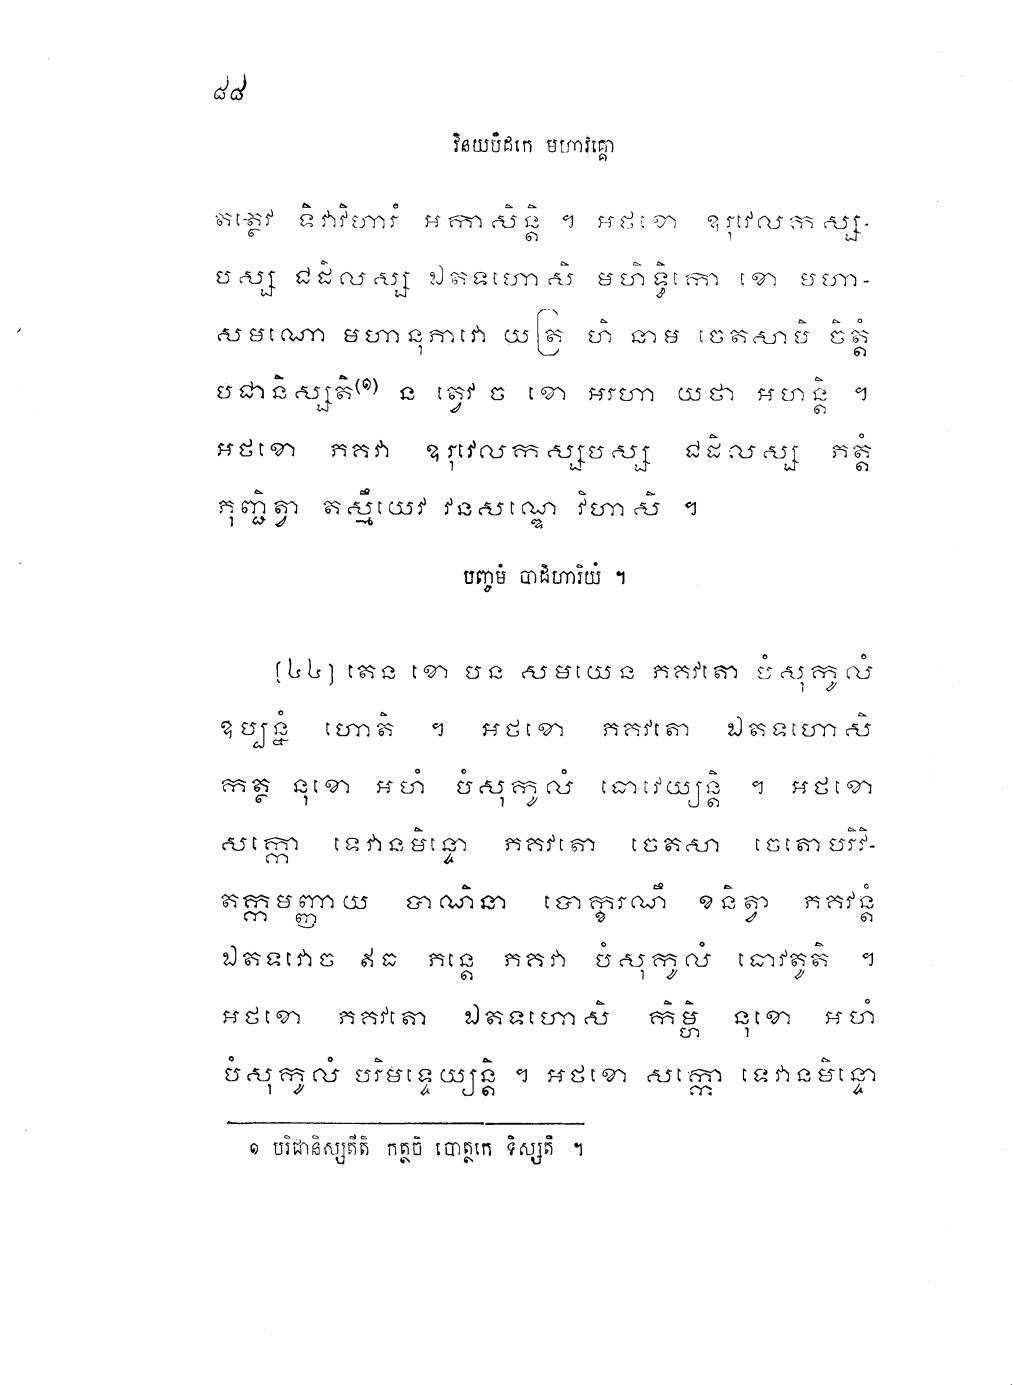 ៨៨
វិនយបិដកេ មហាវគ្គោ
តត្ថេវ ទិវាវិហារំ អកាសិន្តិ ។ អថខោ ឧរុវេលកស្ស-
បស្ស ជដិលស្ស ឯតទហោសិ មហិទ្ធិកោ ខោ មហា-
សមណោ មហានុភាវោ យត្រ ហិ នាម ចេតសាបិ ចិត្តំ
បជានិស្សតិ(១) ន ត្វេវ ច ខោ អរហា យថា អហន្តិ ។
អថខោ ភគវា ឧរុវេលកស្សបស្ស ជដិលស្ស ភត្តំ
ភុញ្ជិត្វា តស្មឹយេវ វនសណ្ឌេ វិហាសិ ។
បញ្ចមំ បាដិហារិយំ ។
[៤៤] តេន ខោ បន សមយេន ភគវតោ បំសុកូលំ
ឧប្បន្នំ ហោតិ ។ អថខោ ភគវតោ ឯតទហោសិ
កត្ថ នុខោ អហំ បំសុកូលំ ធោវេយ្យន្តិ ។ អថខោ
សក្កោ ទេវានមិន្ទោ ភគវតោ ចេតសា ចេតោបរិវិ-
តក្កមញ្ញាយ បាណិនា បោក្ខរណឹ ខនិត្វា ភគវន្តំ
ឯតទវោច ឥធ ភន្តេ ភគវា បំសុកូលំ ធោវតូតិ ។
អថខោ ភគវតោ ឯតទហោសិ កិម្ហិ នុខោ អហំ
បំសុកូលំ បរិមទ្ទេយ្យន្តិ ។ អថខោ សក្កោ ទេវានមិន្ទោ
១ បរិជានិស្សតីតិ កត្ថចិ បោត្ថកេ ទិស្សតិ ។